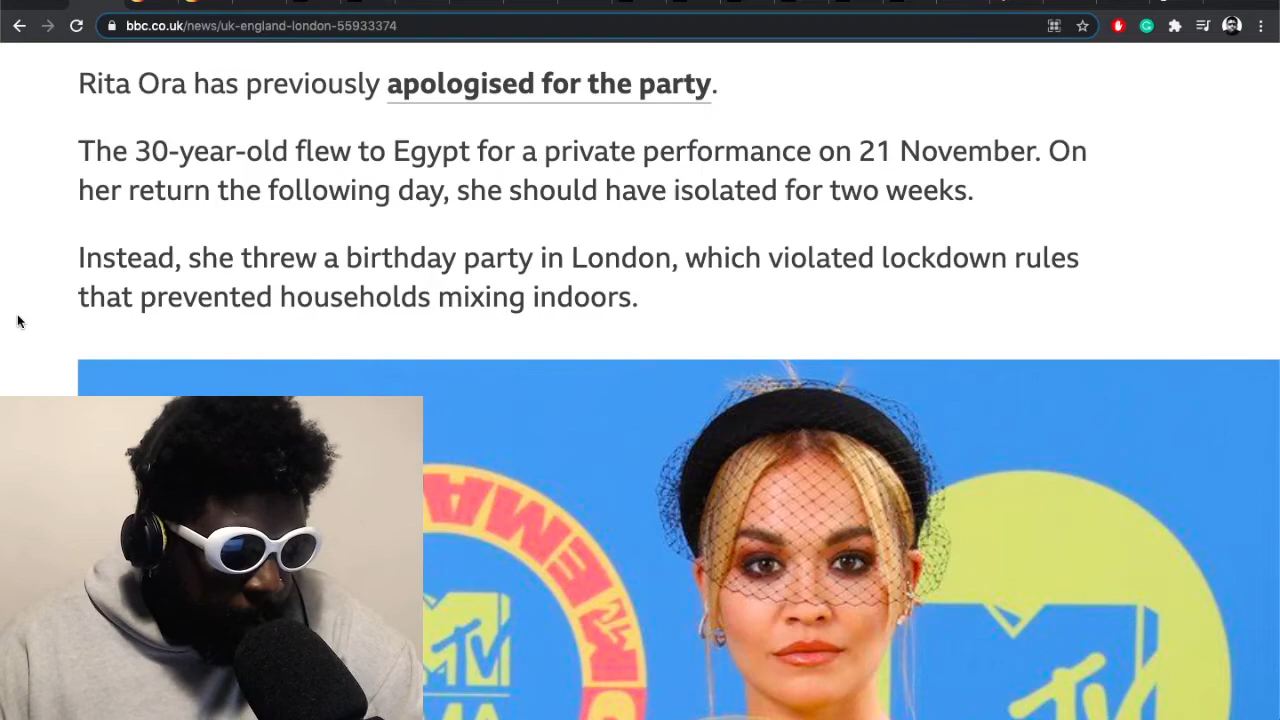 bbc.co.uk/news/uk-england-london-55933374
Rita Ora has previously apologised for the party.
The 30-year-old flew to Egypt for a private performance on 21 November. On
her return the following day, she should have isolated for two weeks.
Instead, she threw a birthday party in London, which violated lockdown rules
that prevented households mixing indoors.
EMA
MTV
MTV